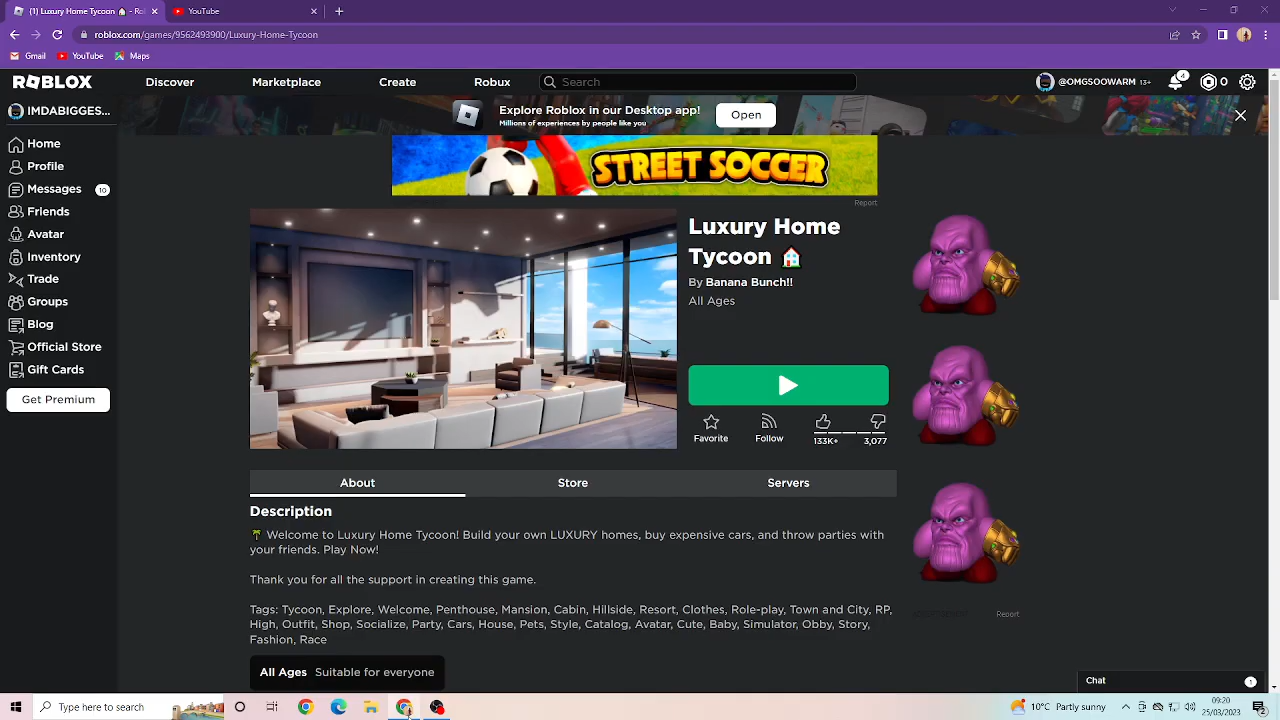 [1] Luxury Home Tycoon 🏠 - Rol
YouTube
roblox.com/games/9562493900/Luxury-Home-Tycoon
Gmail
YouTube
Maps
ROBLOX
Discover
Marketplace
Create
Robux
Search
@OMGSOOWARM 13+
4
0
IMDABIGGES...
Explore Roblox in our Desktop app!
Millions of experiences by people like you
Open
Home
Profile
Messages 10
Friends
Avatar
Inventory
Trade
Groups
Blog
Official Store
Gift Cards
Get Premium
STREET SOCCER
Report
Luxury Home
Tycoon 🏠
By Banana Bunch!!
All Ages
Favorite
Follow
133K+
3,077
About
Store
Servers
Description
🌴 Welcome to Luxury Home Tycoon! Build your own LUXURY homes, buy expensive cars, and throw parties with
your friends. Play Now!
Thank you for all the support in creating this game.
Tags: Tycoon, Explore, Welcome, Penthouse, Mansion, Cabin, Hillside, Resort, Clothes, Role-play, Town and City, RP,
High, Outfit, Shop, Socialize, Party, Cars, House, Pets, Style, Catalog, Avatar, Cute, Baby, Simulator, Obby, Story,
Fashion, Race
All Ages Suitable for everyone
ADVERTISEMENT
Report
Chat
1
Type here to search
10°C Partly sunny
09:20
25/03/2023
2